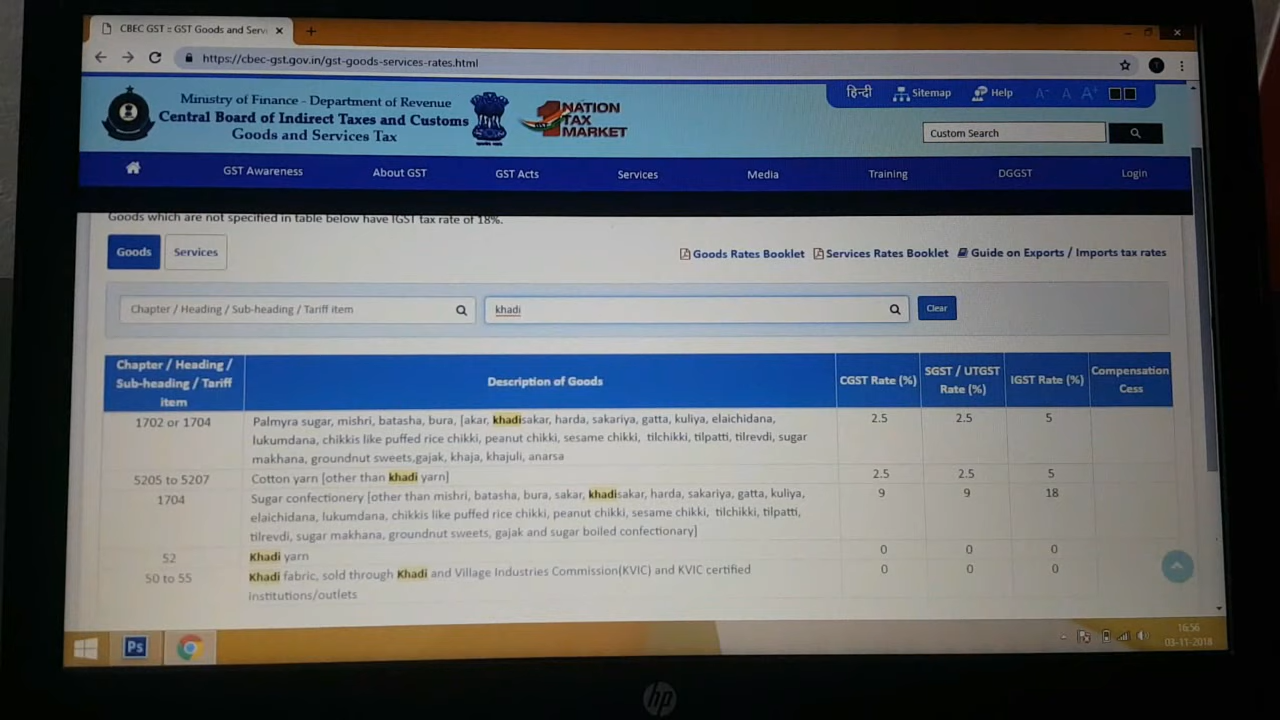 CBEC GST :: GST Goods and Servi
https://cbec-gst.gov.in/gst-goods-services-rates.html
Ministry of Finance - Department of Revenue
Central Board of Indirect Taxes and Customs
Goods and Services Tax
1 NATION
TAX
MARKET
हिन्दी Sitemap Help A- A A+
Custom Search
GST Awareness About GST GST Acts Services Media Training DGGST Login
Goods which are not specified in table below have IGST tax rate of 18%.
Goods Services
Goods Rates Booklet Services Rates Booklet Guide on Exports / Imports tax rates
Chapter / Heading / Sub-heading / Tariff item khadi Clear
Chapter / Heading / Sub-heading / Tariff item Description of Goods CGST Rate (%) SGST / UTGST Rate (%) IGST Rate (%) Compensation Cess
1702 or 1704 Palmyra sugar, mishri, batasha, bura, [akar, khadisakar, harda, sakariya, gatta, kuliya, elaichidana, 2.5 2.5 5
lukumdana, chikkis like puffed rice chikki, peanut chikki, sesame chikki, tilchikki, tilpatti, tilrevdi, sugar
makhana, groundnut sweets,gajak, khaja, khajuli, anarsa
5205 to 5207 Cotton yarn [other than khadi yarn] 2.5 2.5 5
1704 Sugar confectionery [other than mishri, batasha, bura, sakar, khadisakar, harda, sakariya, gatta, kuliya, 9 9 18
elaichidana, lukumdana, chikkis like puffed rice chikki, peanut chikki, sesame chikki, tilchikki, tilpatti,
tilrevdi, sugar makhana, groundnut sweets, gajak and sugar boiled confectionary]
52 Khadi yarn 0 0 0
50 to 55 Khadi fabric, sold through Khadi and Village Industries Commission(KVIC) and KVIC certified 0 0 0
institutions/outlets
Ps
16:56
03-11-2018
hp